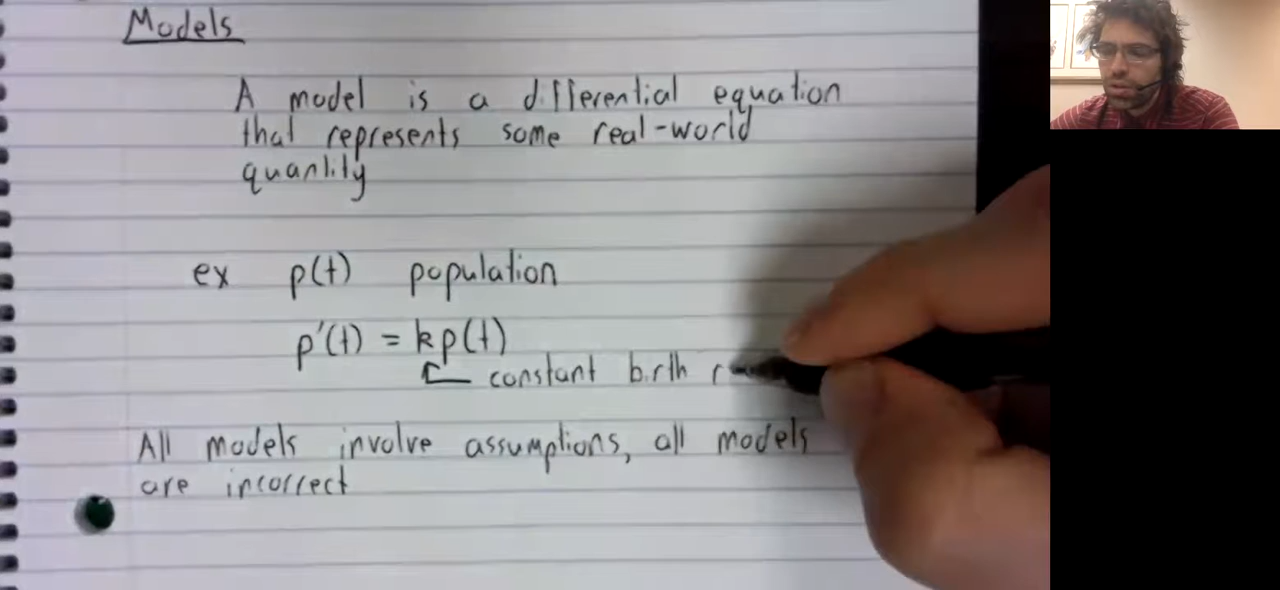 Models
A model is a differential equation
that represents some real-world
quantity
ex p(t) population
p'(t) = kp(t)
constant birth r
All models involve assumptions, all models
are incorrect